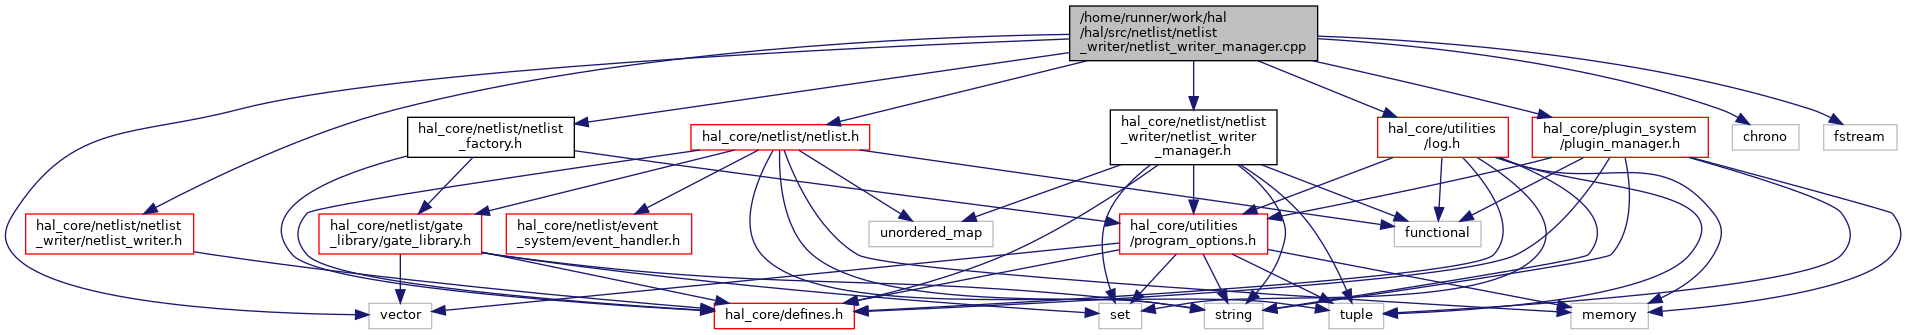 /home/runner/work/hal
/hal/src/netlist/netlist
_writer/netlist_writer_manager.cpp
hal_core/netlist/netlist
_factory.h
hal_core/netlist/netlist.h
hal_core/netlist/netlist
_writer/netlist_writer
_manager.h
hal_core/utilities
/log.h
hal_core/plugin_system
/plugin_manager.h
chrono
fstream
hal_core/netlist/netlist
_writer/netlist_writer.h
hal_core/netlist/gate
_library/gate_library.h
hal_core/netlist/event
_system/event_handler.h
unordered_map
hal_core/utilities
/program_options.h
functional
vector
hal_core/defines.h
set
string
tuple
memory